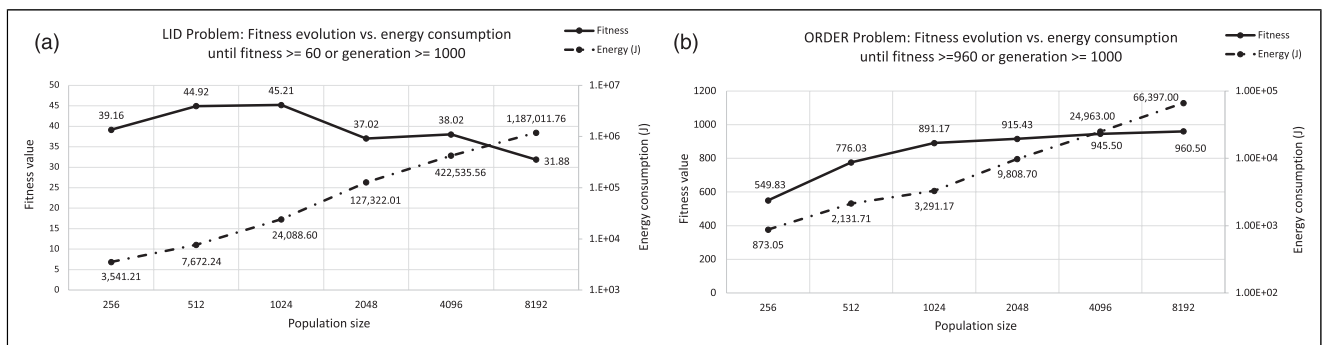 (a)
LID Problem: Fitness evolution vs. energy consumption
until fitness >= 60 or generation >= 1000
Fitness
Energy (J)
50
45
40
35
30
25
20
15
10
5
0
Fitness value
39.16
44.92
45.21
37.02
38.02
31.88
3,541.21
7,672.24
24,088.60
127,322.01
422,535.56
1,187,011.76
1.E+07
1.E+06
1.E+05
1.E+04
1.E+03
Energy consumption (J)
256 512 1024 2048 4096 8192
Population size
(b)
ORDER Problem: Fitness evolution vs. energy consumption
until fitness >=960 or generation >= 1000
Fitness
Energy (J)
1200
1000
800
600
400
200
0
Fitness value
549.83
776.03
891.17
915.43
945.50
960.50
873.05
2,131.71
3,291.17
9,808.70
24,963.00
66,397.00
1.00E+05
1.00E+04
1.00E+03
1.00E+02
Energy consumption (J)
256 512 1024 2048 4096 8192
Population size